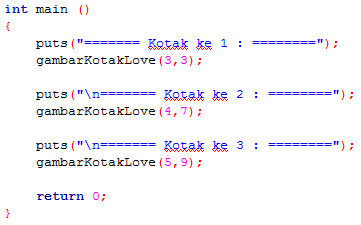 int main ()
{
puts("======= Kotak ke 1 : ========");
gambarKotakLove(3,3);
puts("\n======= Kotak ke 2 : ========");
gambarKotakLove(4,7);
puts("\n======= Kotak ke 3 : ========");
gambarKotakLove(5,9);
return 0;
}